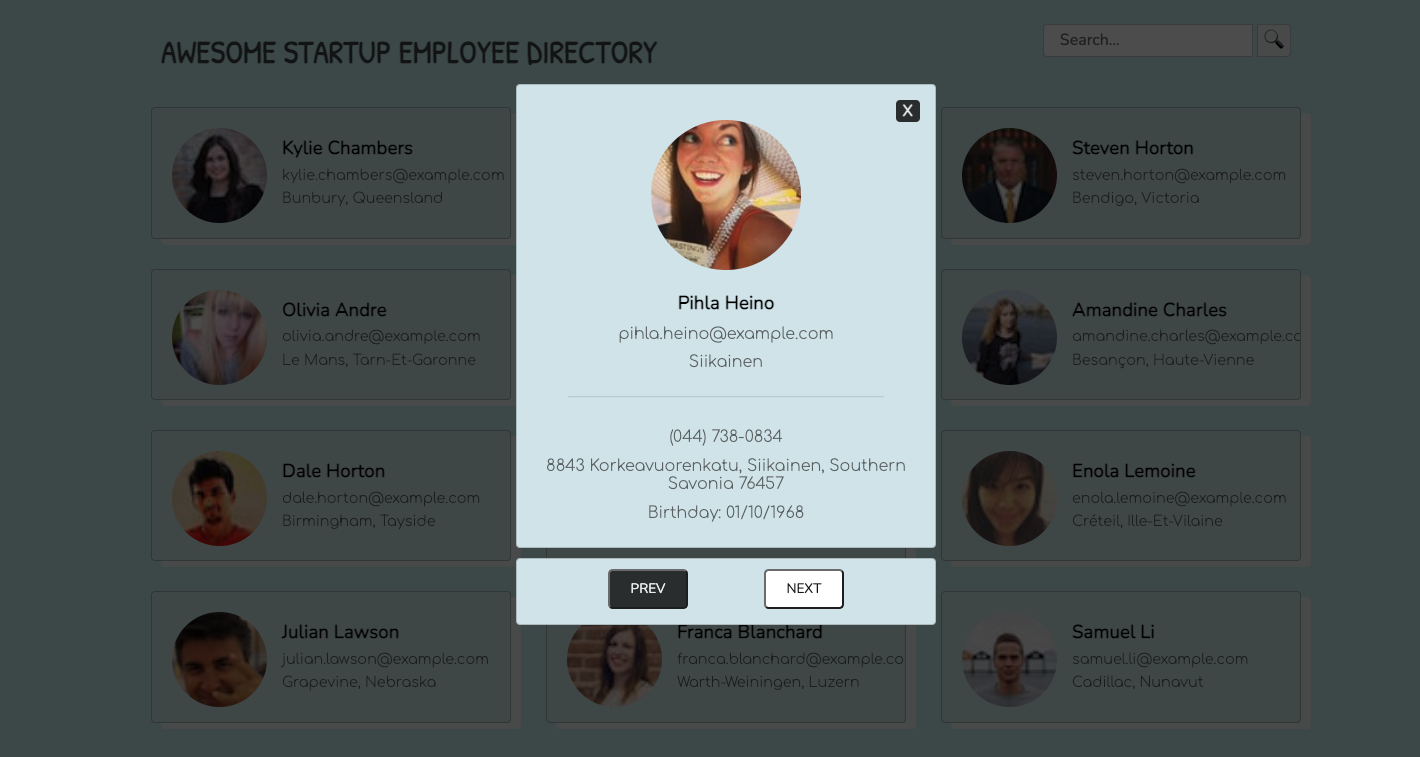 AWESOME STARTUP EMPLOYEE DIRECTORY
Search...
X
Kylie Chambers
kylie.chambers@example.com
Bunbury, Queensland
Steven Horton
steven.horton@example.com
Bendigo, Victoria
HASTINGS
Pihla Heino
pihla.heino@example.com
Siikainen
(044) 738-0834
8843 Korkeavuorenkatu, Siikainen, Southern
Savonia 76457
Birthday: 01/10/1968
PREV
NEXT
Olivia Andre
olivia.andre@example.com
Le Mans, Tarn-Et-Garonne
Amandine Charles
amandine.charles@example.co
Besançon, Haute-Vienne
Dale Horton
dale.horton@example.com
Birmingham, Tayside
Enola Lemoine
enola.lemoine@example.com
Créteil, Ille-Et-Vilaine
Julian Lawson
julian.lawson@example.com
Grapevine, Nebraska
Franca Blanchard
franca.blanchard@example.co
Warth-Weiningen, Luzern
Samuel Li
samuel.li@example.com
Cadillac, Nunavut